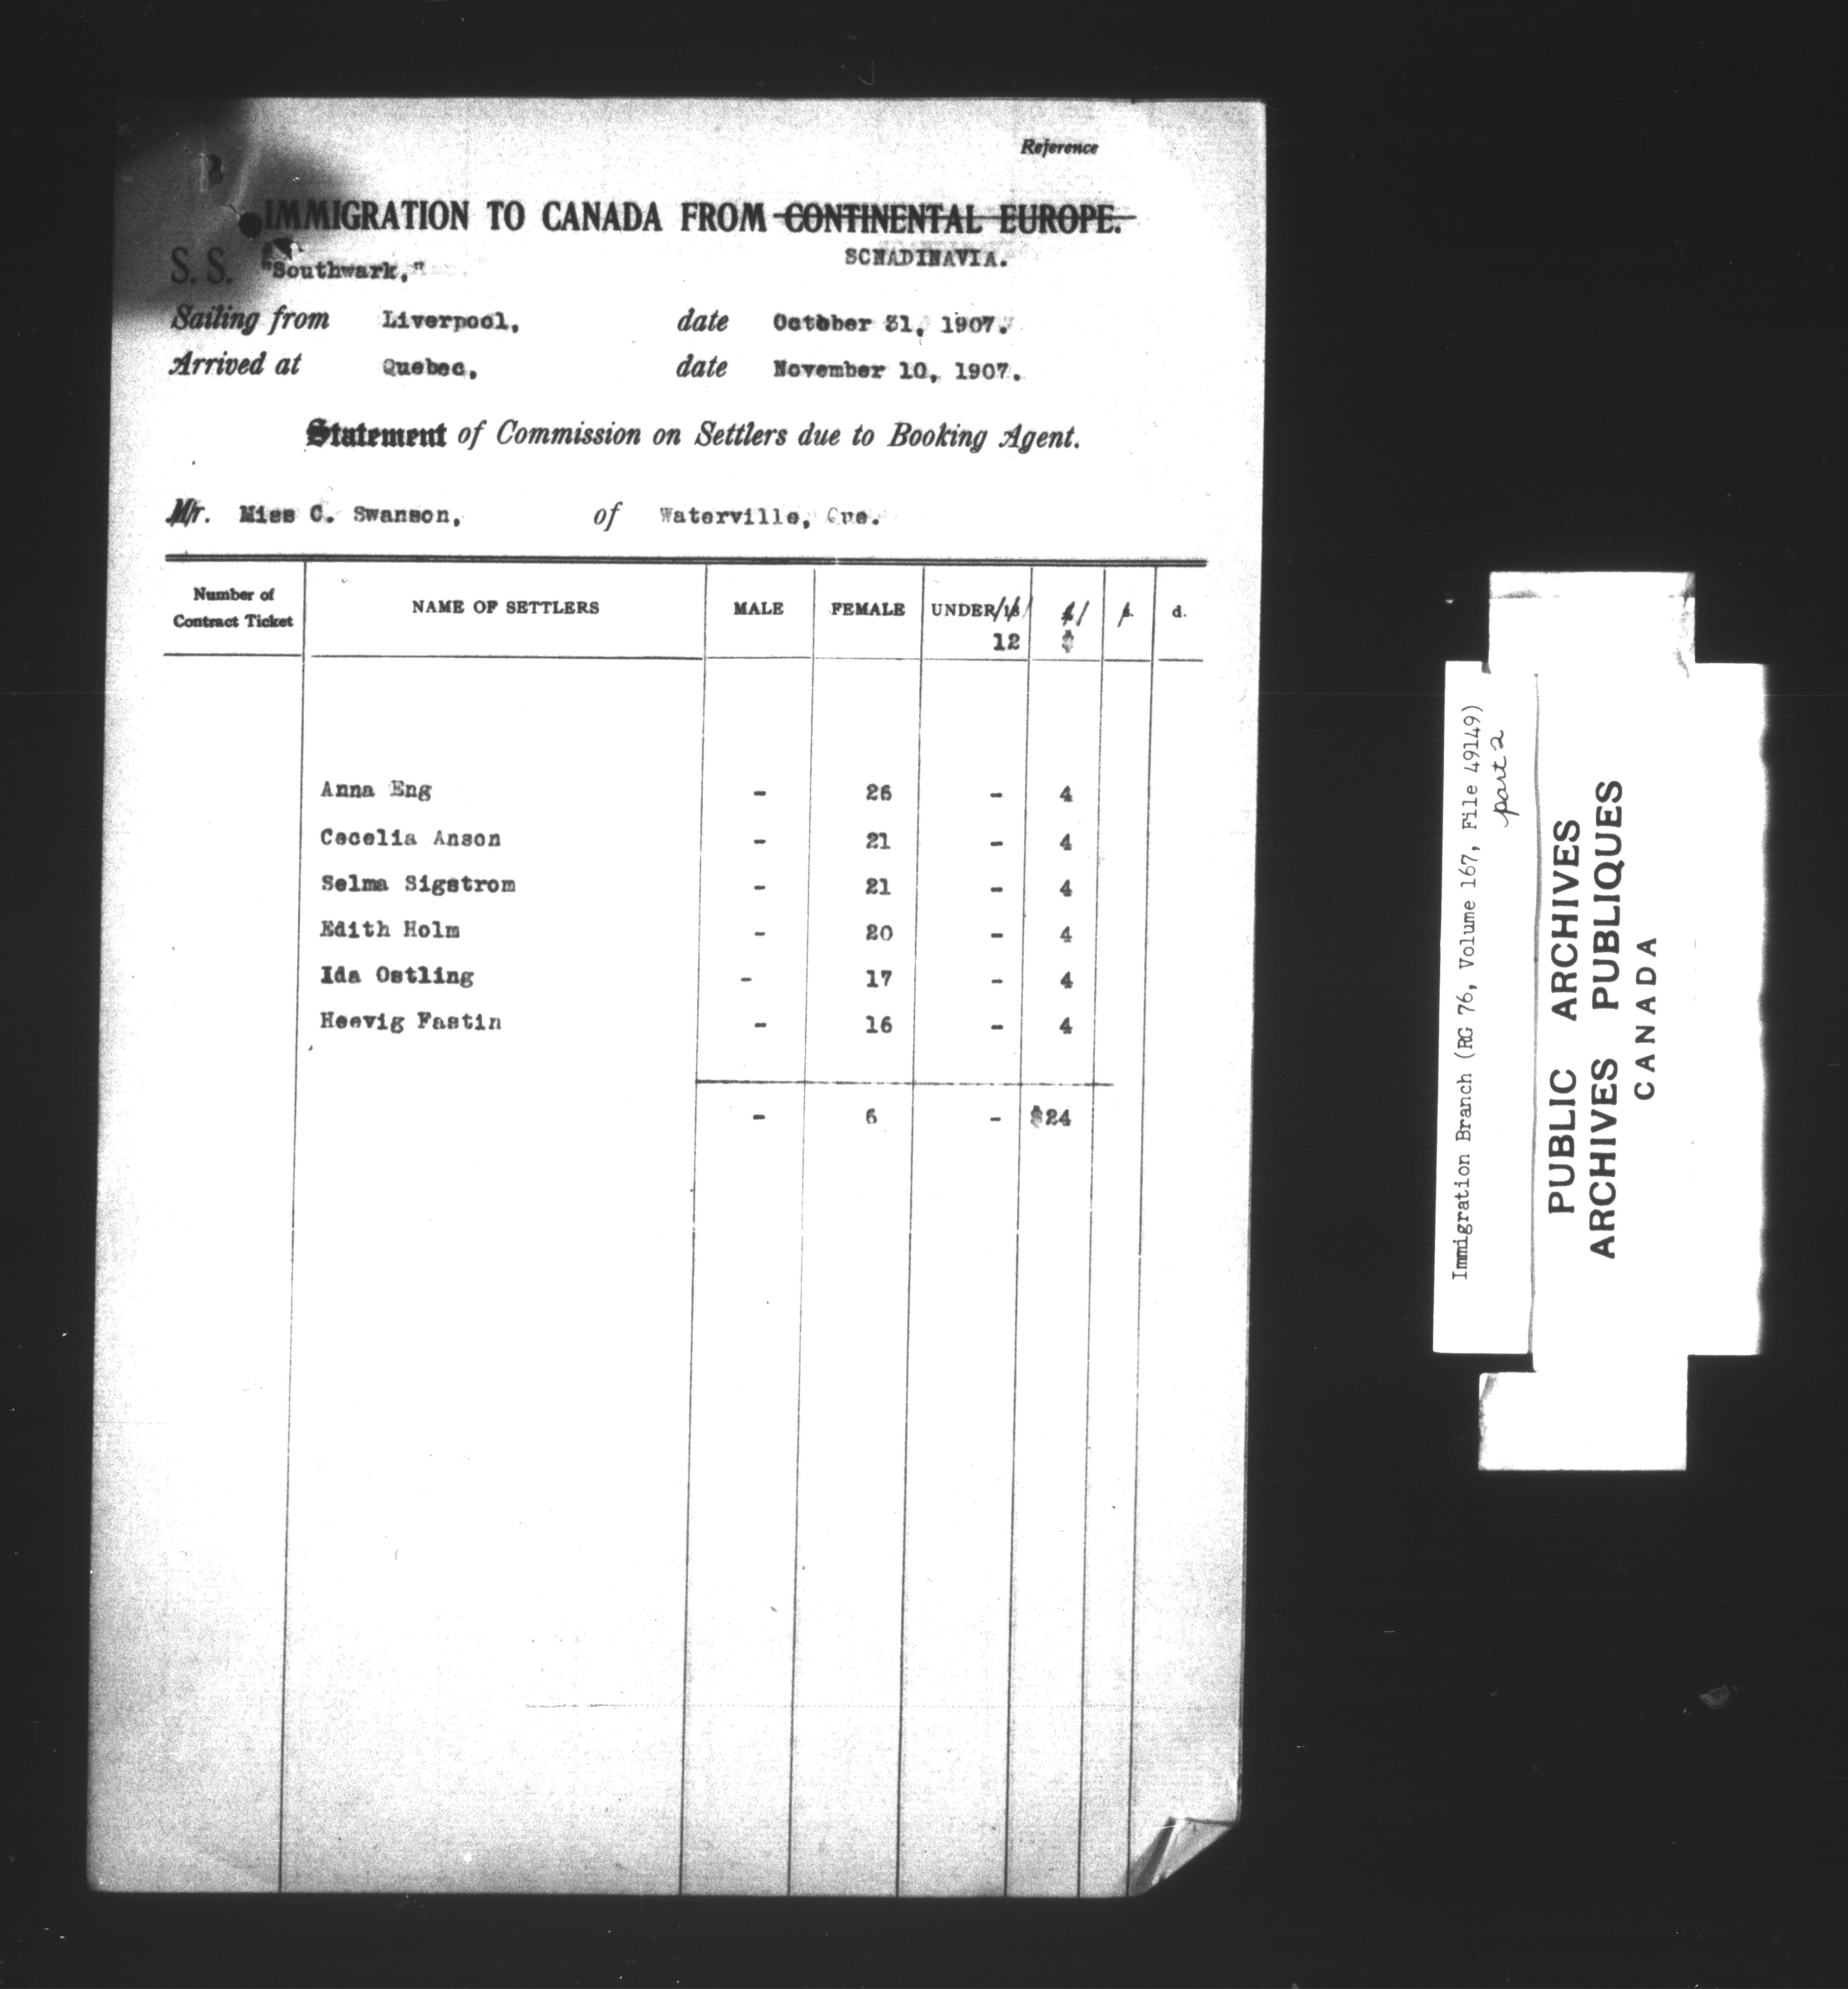 Reference
IMMIGRATION TO CANADA FROM CONTINENTAL EUROPE.
SCNADINAVIA.
S. S. "Southwark,"
Sailing from Liverpool, date October 31, 1907.
Arrived at Quebec, date November 10, 1907.
Statement of Commission on Settlers due to Booking Agent.
Mr. Miss C. Swanson, of Waterville, Que.
Number of Contract Ticket NAME OF SETTLERS MALE FEMALE UNDER d.
12 $
Anna Eng - 26 - 4
Cecelia Anson - 21 - 4
Selma Sigstrom - 21 - 4
Edith Holm - 20 - 4
Ida Ostling - 17 - 4
Heevig Fastin - 16 - 4
- 6 - $24
Immigration Branch (RG 76, Volume 167, File 49149)
part 2
PUBLIC ARCHIVES
ARCHIVES PUBLIQUES
CANADA